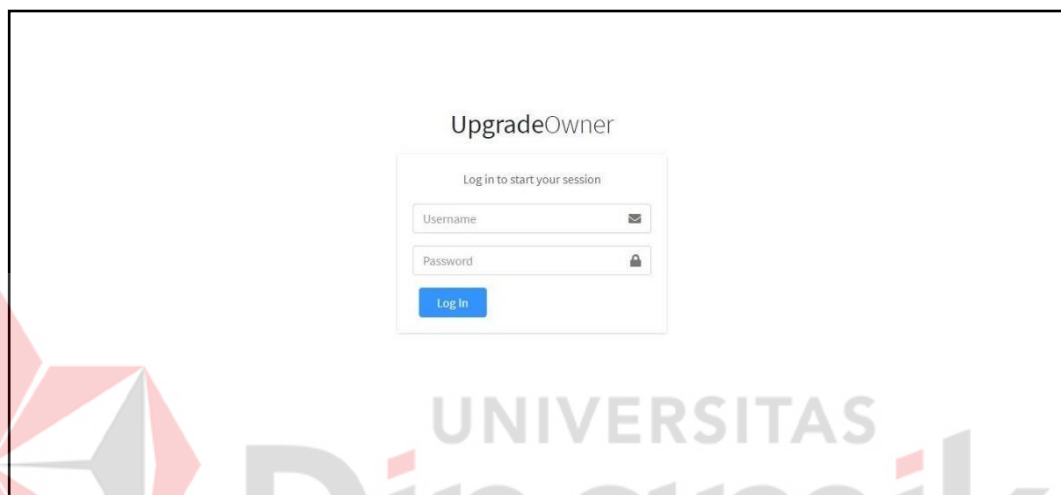 UpgradeOwner
Log in to start your session
Username
Password
Log In
UNIVERSITAS